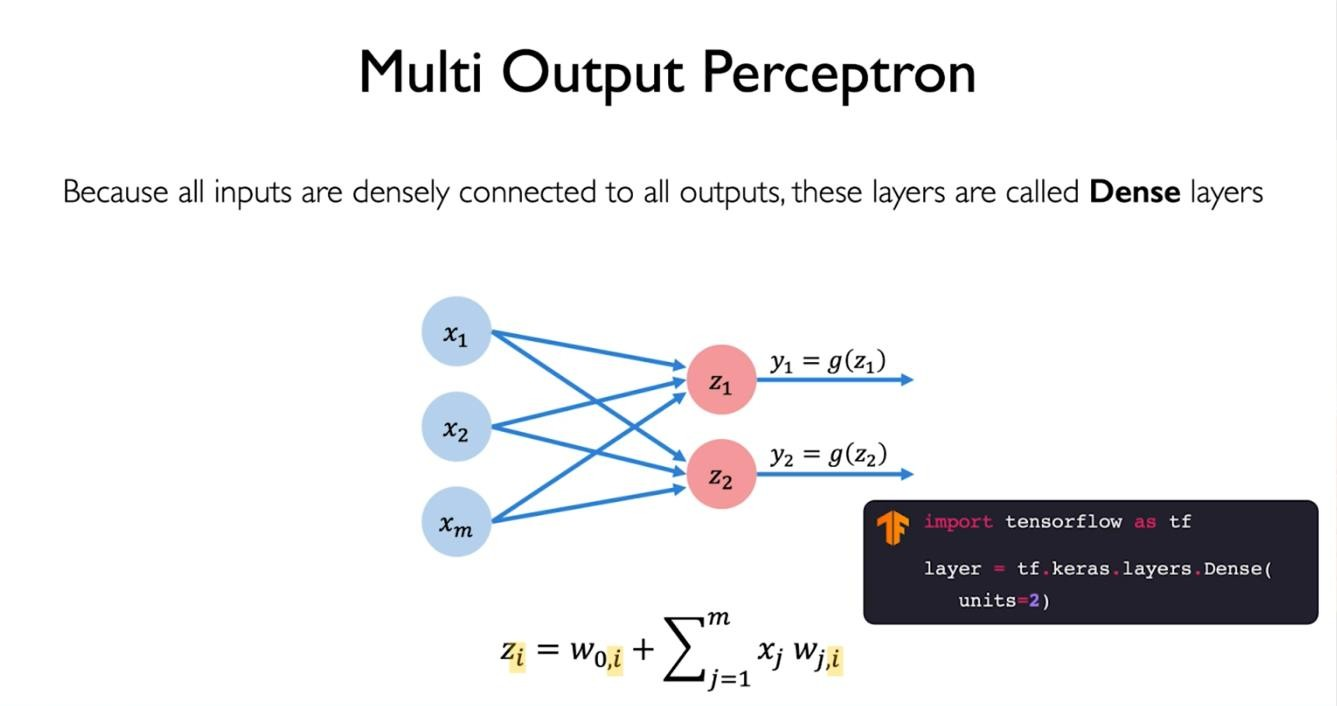 Multi Output Perceptron
Because all inputs are densely connected to all outputs, these layers are called Dense layers
x₁
x₂
xₘ
z₁
z₂
y₁ = g(z₁)
y₂ = g(z₂)
import tensorflow as tf
layer = tf.keras.layers.Dense(
units=2)
zᵢ = w₀,ᵢ + ∑ᵐⱼ₌₁ xⱼ wⱼ,ᵢ